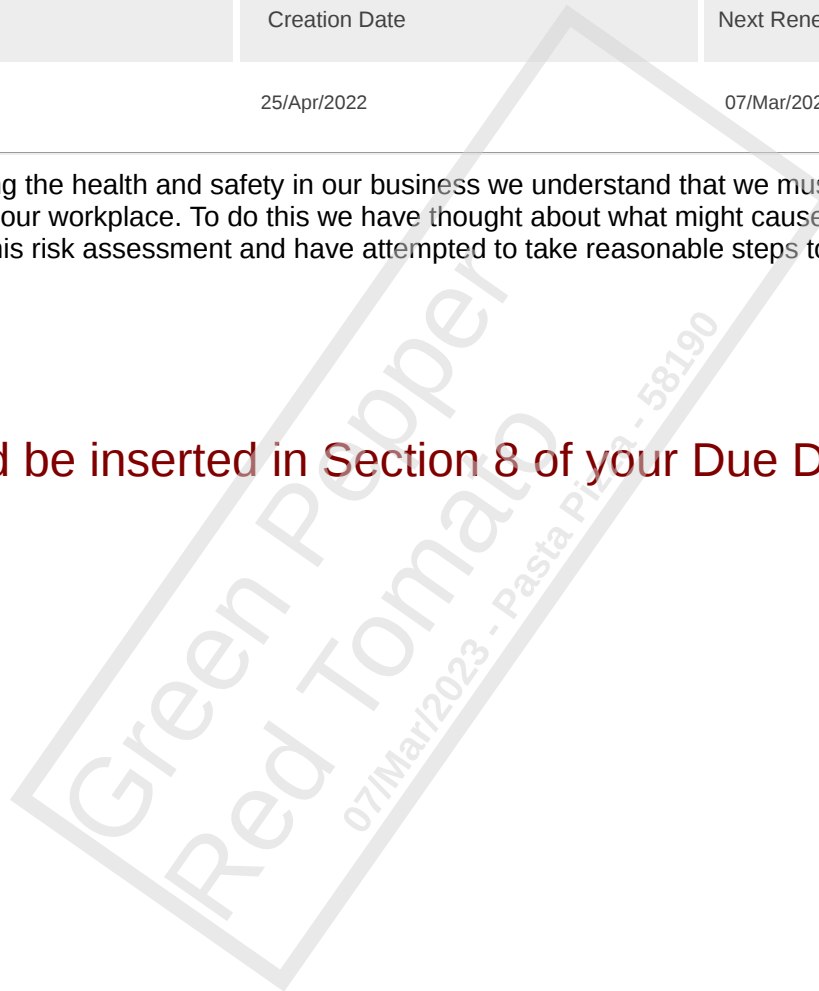 Creation Date Next Rene
25/Apr/2022 07/Mar/202
g the health and safety in our business we understand that we mus
our workplace. To do this we have thought about what might cause
nis risk assessment and have attempted to take reasonable steps to
d be inserted in Section 8 of your Due D
Green Pepper
Red Tomato
07/Mar/2023 - Pasta Pizza - 58190